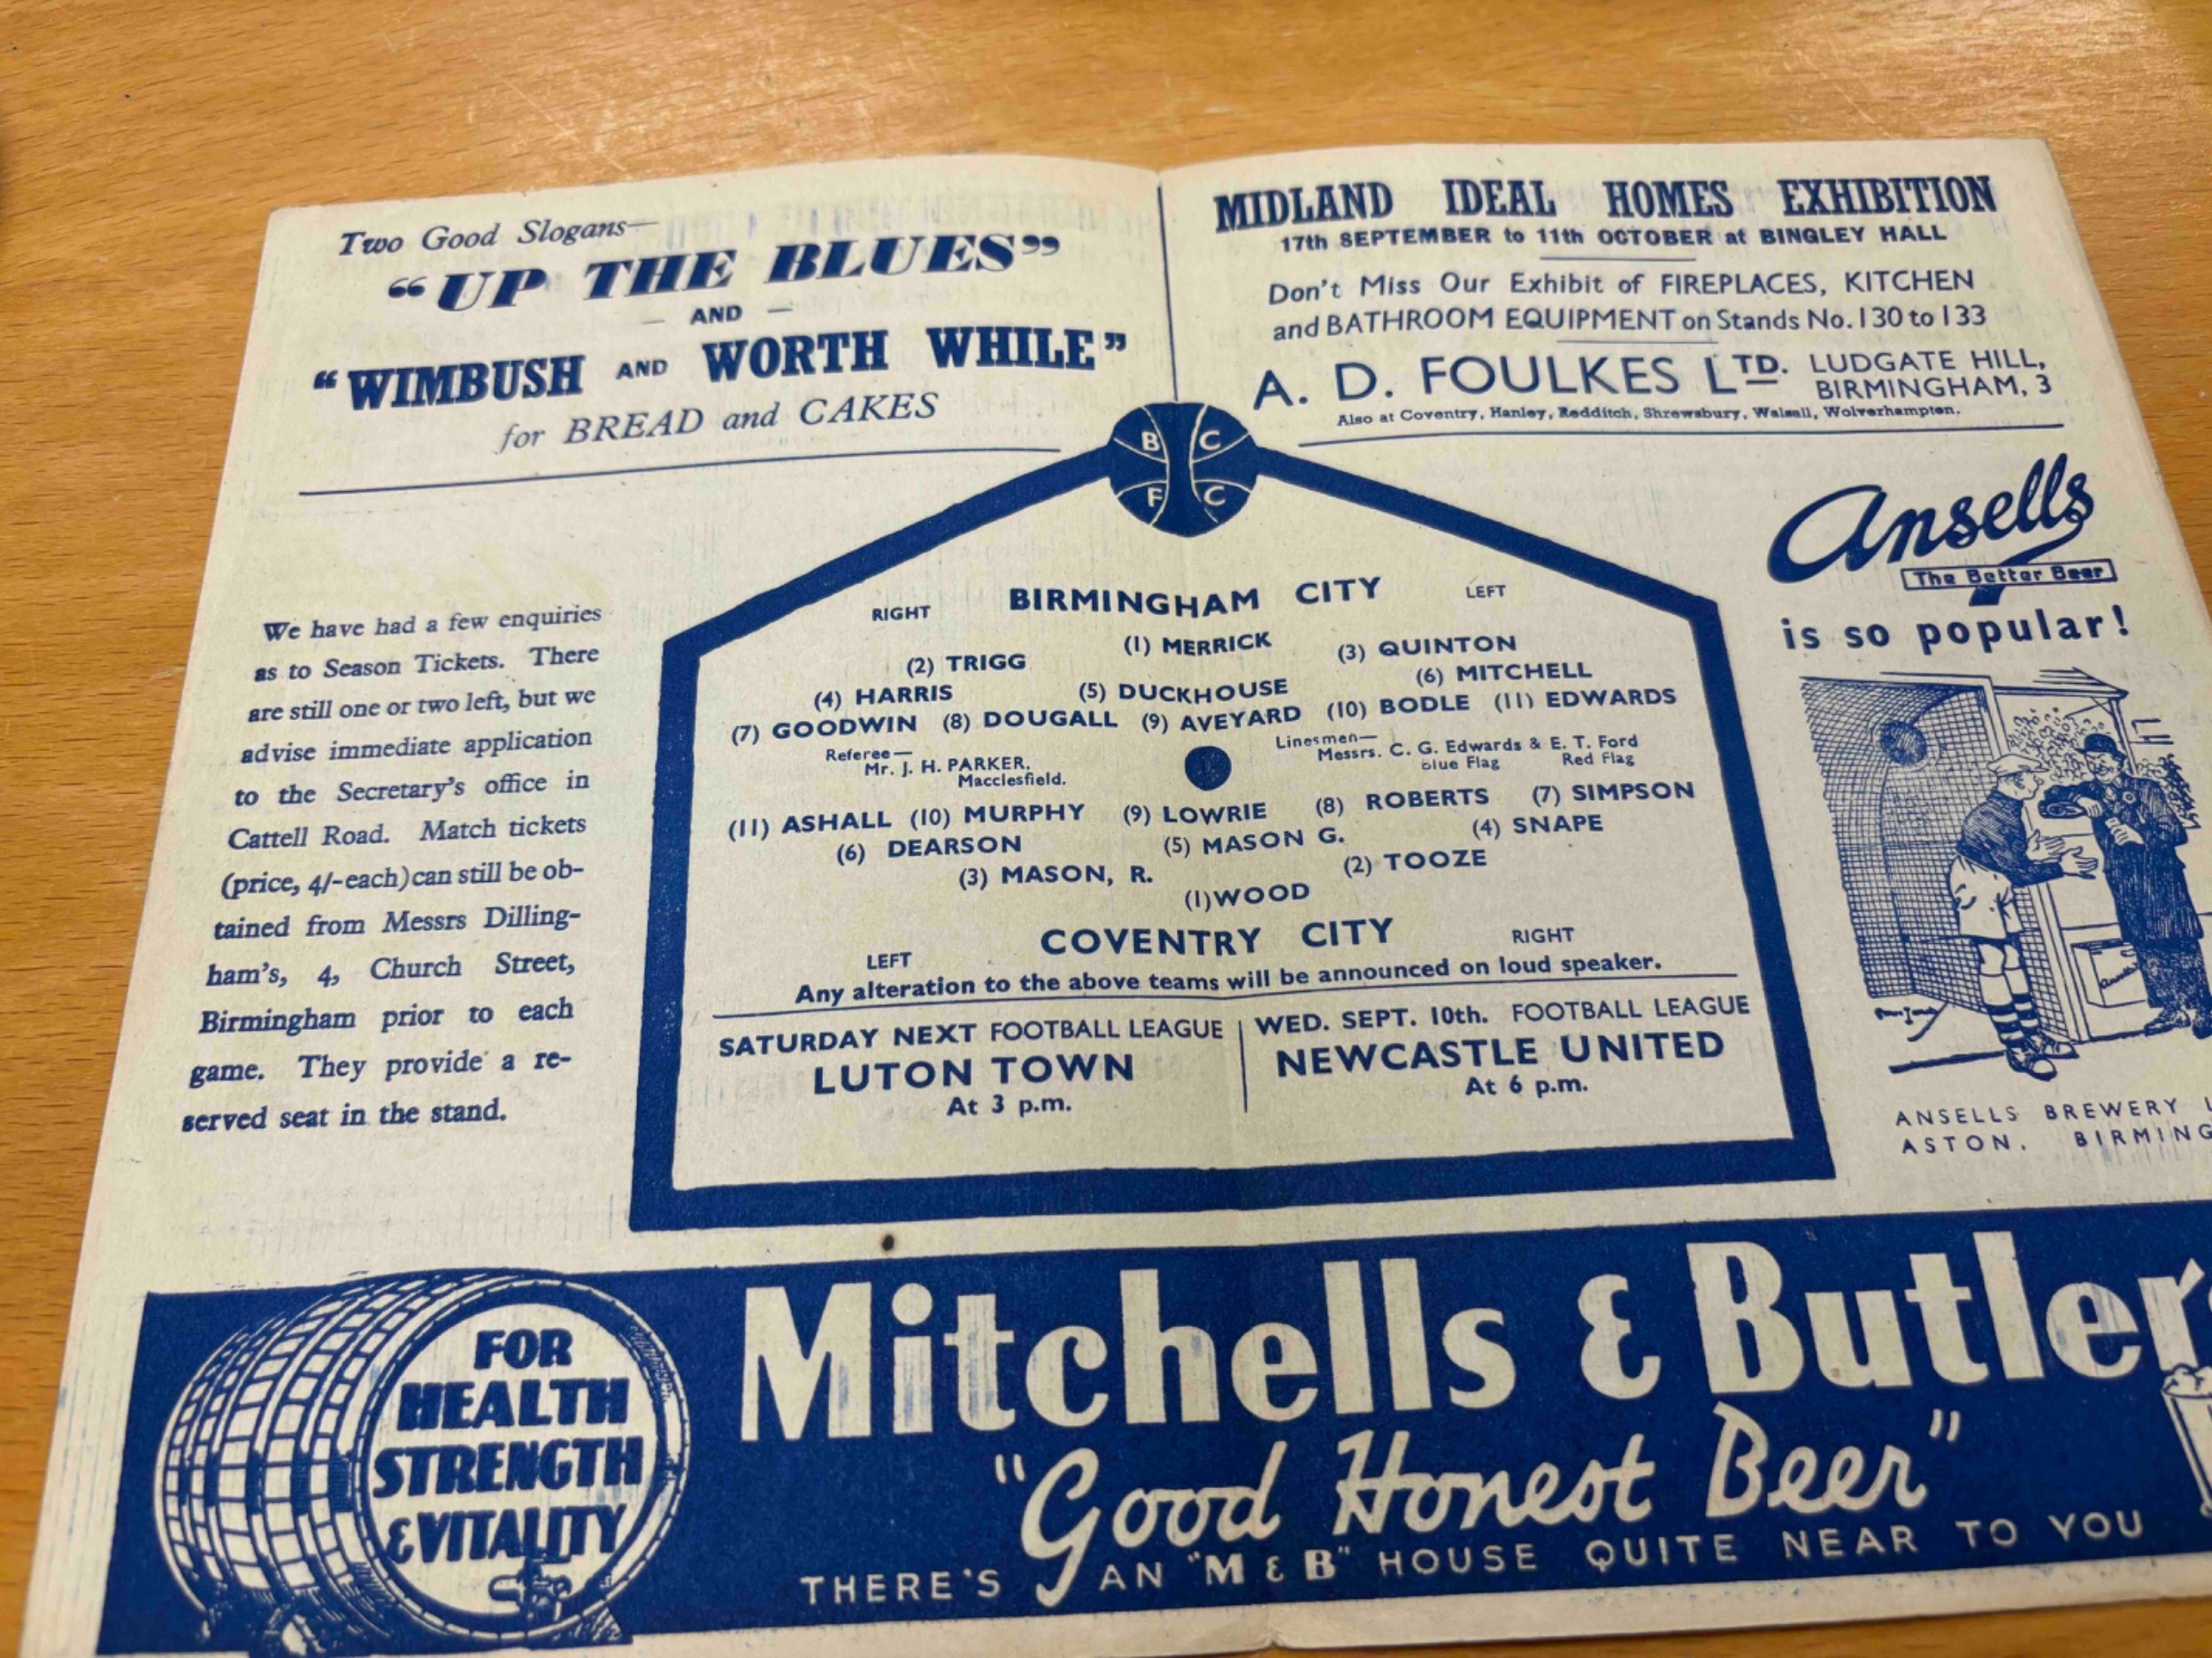 Two Good Slogans—
"UP THE BLUES"
— AND —
"WIMBUSH AND WORTH WHILE"
for BREAD and CAKES
MIDLAND IDEAL HOMES EXHIBITION
17th SEPTEMBER to 11th OCTOBER at BINGLEY HALL
Don't Miss Our Exhibit of FIREPLACES, KITCHEN
and BATHROOM EQUIPMENT on Stands No. 130 to 133
A. D. FOULKES LTD. LUDGATE HILL,
BIRMINGHAM, 3
Also at Coventry, Hanley, Redditch, Shrewsbury, Walsall, Wolverhampton.
B C
F C
We have had a few enquiries
as to Season Tickets. There
are still one or two left, but we
advise immediate application
to the Secretary's office in
Cattell Road. Match tickets
(price, 4/- each) can still be ob-
tained from Messrs Dilling-
ham's, 4, Church Street,
Birmingham prior to each
game. They provide a re-
served seat in the stand.
RIGHT BIRMINGHAM CITY LEFT
(1) MERRICK
(2) TRIGG (3) QUINTON
(4) HARRIS (5) DUCKHOUSE (6) MITCHELL
(7) GOODWIN (8) DOUGALL (9) AVEYARD (10) BODLE (11) EDWARDS
Referee—
Mr. J. H. PARKER,
Macclesfield.
Linesmen—
Messrs. C. G. Edwards & E. T. Ford
Blue Flag Red Flag
(11) ASHALL (10) MURPHY (9) LOWRIE (8) ROBERTS (7) SIMPSON
(6) DEARSON (5) MASON G. (4) SNAPE
(3) MASON, R. (2) TOOZE
(1) WOOD
LEFT COVENTRY CITY RIGHT
Any alteration to the above teams will be announced on loud speaker.
SATURDAY NEXT FOOTBALL LEAGUE
LUTON TOWN
At 3 p.m.
WED. SEPT. 10th. FOOTBALL LEAGUE
NEWCASTLE UNITED
At 6 p.m.
Ansells
The Better Beer
is so popular!
ANSELLS BREWERY L
ASTON. BIRMING
FOR
HEALTH
STRENGTH
& VITALITY
Mitchells & Butler
"Good Honest Beer"
THERE'S AN "M & B" HOUSE QUITE NEAR TO YOU